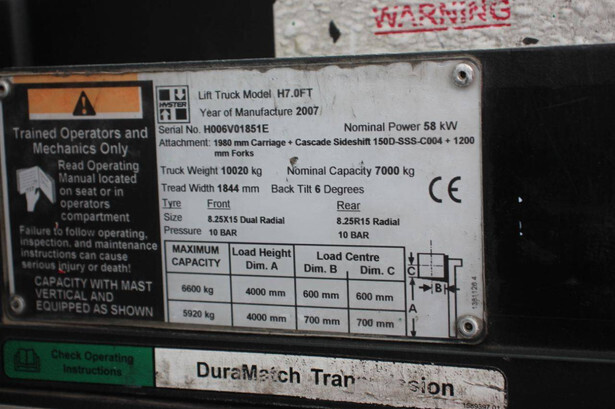 WARNING
Trained Operators and
Mechanics Only
Read Operating
Manual located
on seat or in
operators
compartment
Failure to follow operating,
inspection, and maintenance
instructions can cause
serious injury or death!
CAPACITY WITH MAST
VERTICAL AND
EQUIPPED AS SHOWN
HYSTER
Lift Truck Model H7.0FT
Year of Manufacture 2007
Serial No. H006V01851E Nominal Power 58 kW
Attachment: 1980 mm Carriage + Cascade Sideshift 150D-SSS-C004 + 1200
mm Forks
Truck Weight 10020 kg Nominal Capacity 7000 kg
Tread Width 1844 mm Back Tilt 6 Degrees
CE
Tyre Front Rear
Size 8.25X15 Dual Radial 8.25R15 Radial
Pressure 10 BAR 10 BAR
MAXIMUM CAPACITY Load Height Dim. A Load Centre Dim. B Dim. C
6600 kg 4000 mm 600 mm 600 mm
5920 kg 4000 mm 700 mm 700 mm
C
B
A
Check Operating
Instructions
DuraMatch